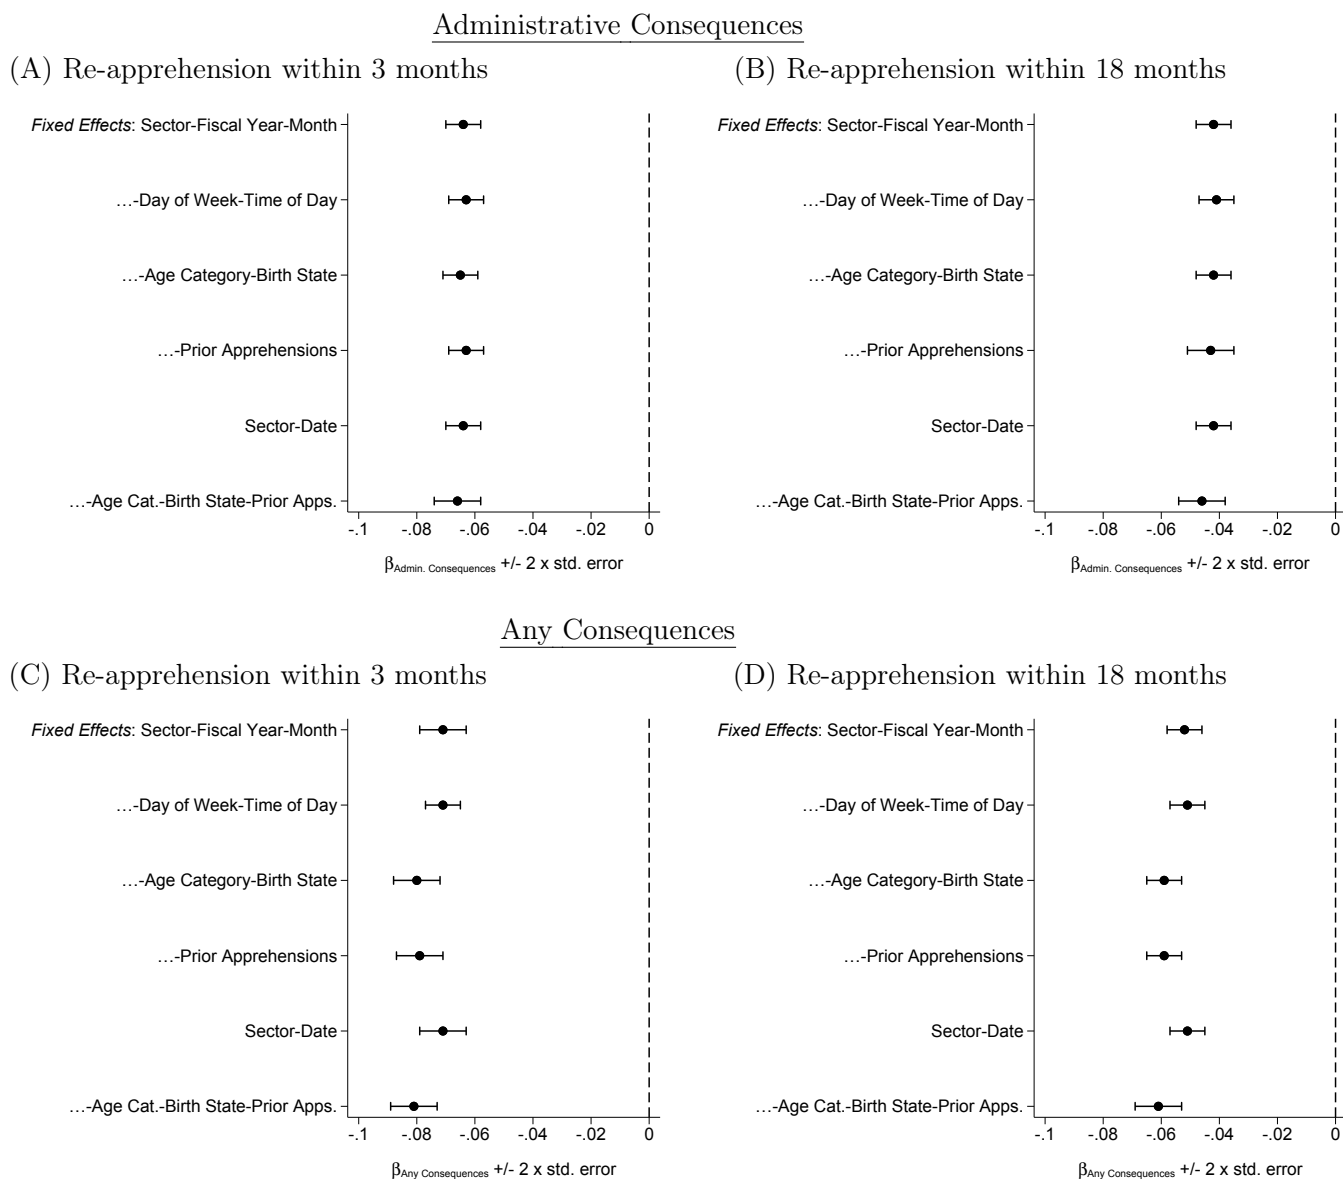 Administrative Consequences
(A) Re-apprehension within 3 months
Fixed Effects: Sector-Fiscal Year-Month
...-Day of Week-Time of Day
...-Age Category-Birth State
...-Prior Apprehensions
Sector-Date
...-Age Cat.-Birth State-Prior Apps.
-.1 -.08 -.06 -.04 -.02 0
βAdmin. Consequences +/- 2 x std. error
(B) Re-apprehension within 18 months
Fixed Effects: Sector-Fiscal Year-Month
...-Day of Week-Time of Day
...-Age Category-Birth State
...-Prior Apprehensions
Sector-Date
...-Age Cat.-Birth State-Prior Apps.
-.1 -.08 -.06 -.04 -.02 0
βAdmin. Consequences +/- 2 x std. error
Any Consequences
(C) Re-apprehension within 3 months
Fixed Effects: Sector-Fiscal Year-Month
...-Day of Week-Time of Day
...-Age Category-Birth State
...-Prior Apprehensions
Sector-Date
...-Age Cat.-Birth State-Prior Apps.
-.1 -.08 -.06 -.04 -.02 0
βAny Consequences +/- 2 x std. error
(D) Re-apprehension within 18 months
Fixed Effects: Sector-Fiscal Year-Month
...-Day of Week-Time of Day
...-Age Category-Birth State
...-Prior Apprehensions
Sector-Date
...-Age Cat.-Birth State-Prior Apps.
-.1 -.08 -.06 -.04 -.02 0
βAny Consequences +/- 2 x std. error